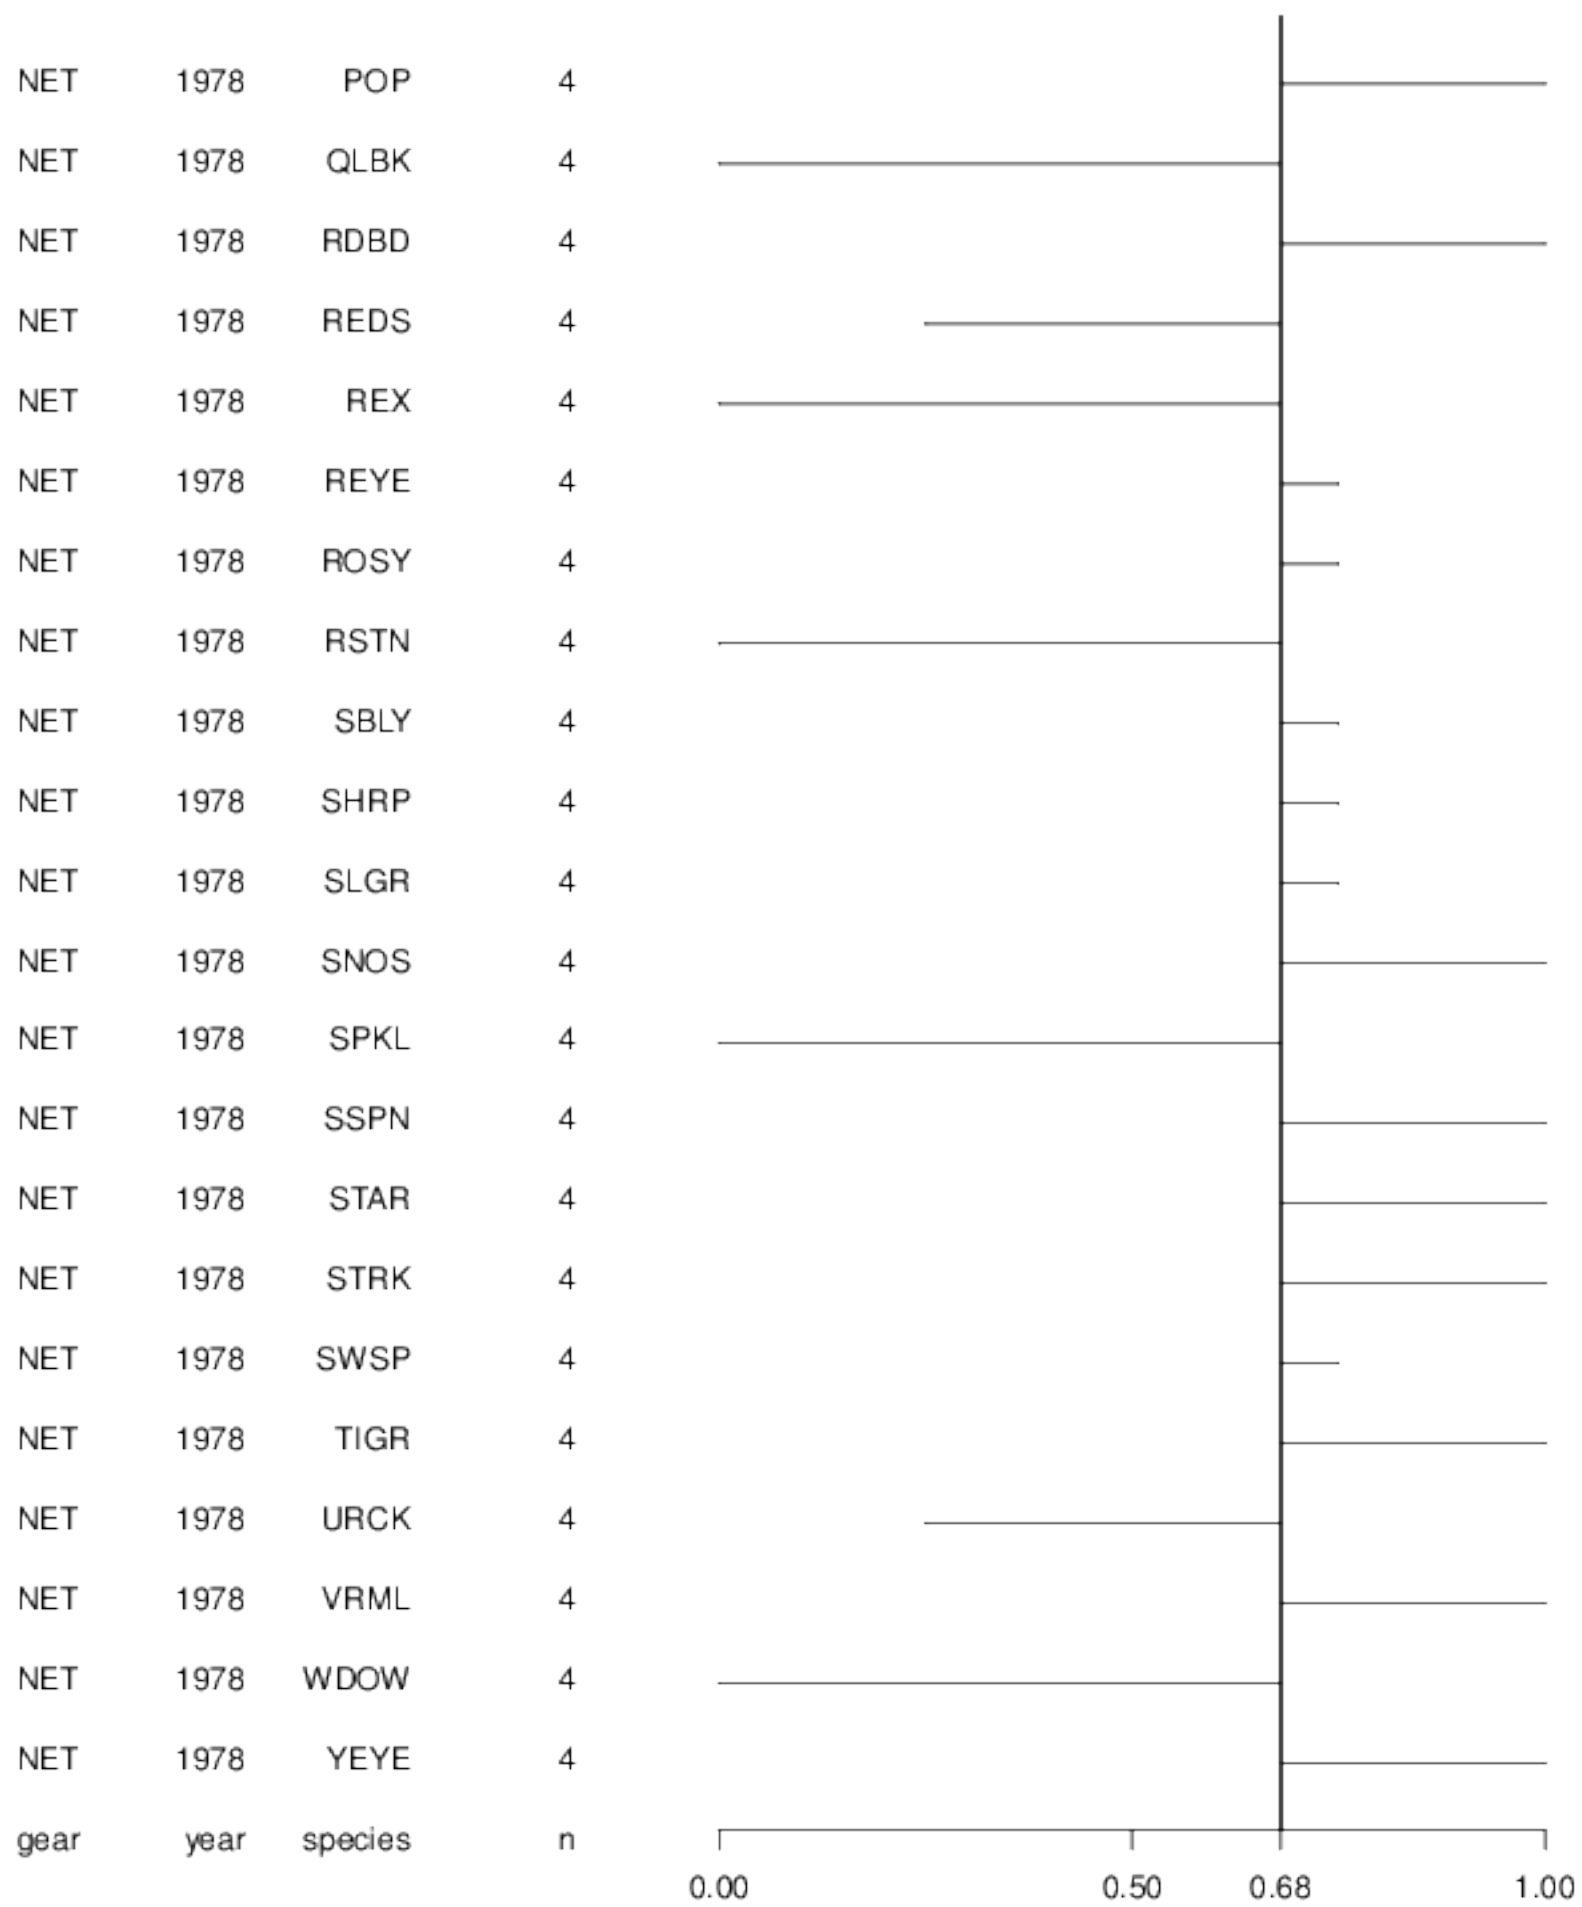 NET 1978 POP 4
NET 1978 QLBK 4
NET 1978 RDBD 4
NET 1978 REDS 4
NET 1978 REX 4
NET 1978 REYE 4
NET 1978 ROSY 4
NET 1978 RSTN 4
NET 1978 SBLY 4
NET 1978 SHRP 4
NET 1978 SLGR 4
NET 1978 SNOS 4
NET 1978 SPKL 4
NET 1978 SSPN 4
NET 1978 STAR 4
NET 1978 STRK 4
NET 1978 SWSP 4
NET 1978 TIGR 4
NET 1978 URCK 4
NET 1978 VRML 4
NET 1978 WDOW 4
NET 1978 YEYE 4
gear year species n
0.00 0.50 0.68 1.00